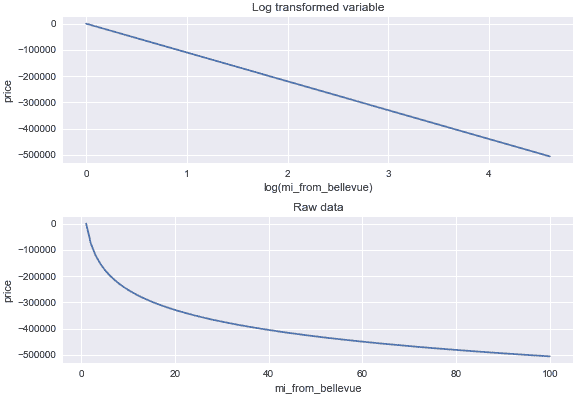 Log transformed variable
0
−100000
−200000
−300000
−400000
−500000
price
0 1 2 3 4
log(mi_from_bellevue)
Raw data
0
−100000
−200000
−300000
−400000
−500000
price
0 20 40 60 80 100
mi_from_bellevue